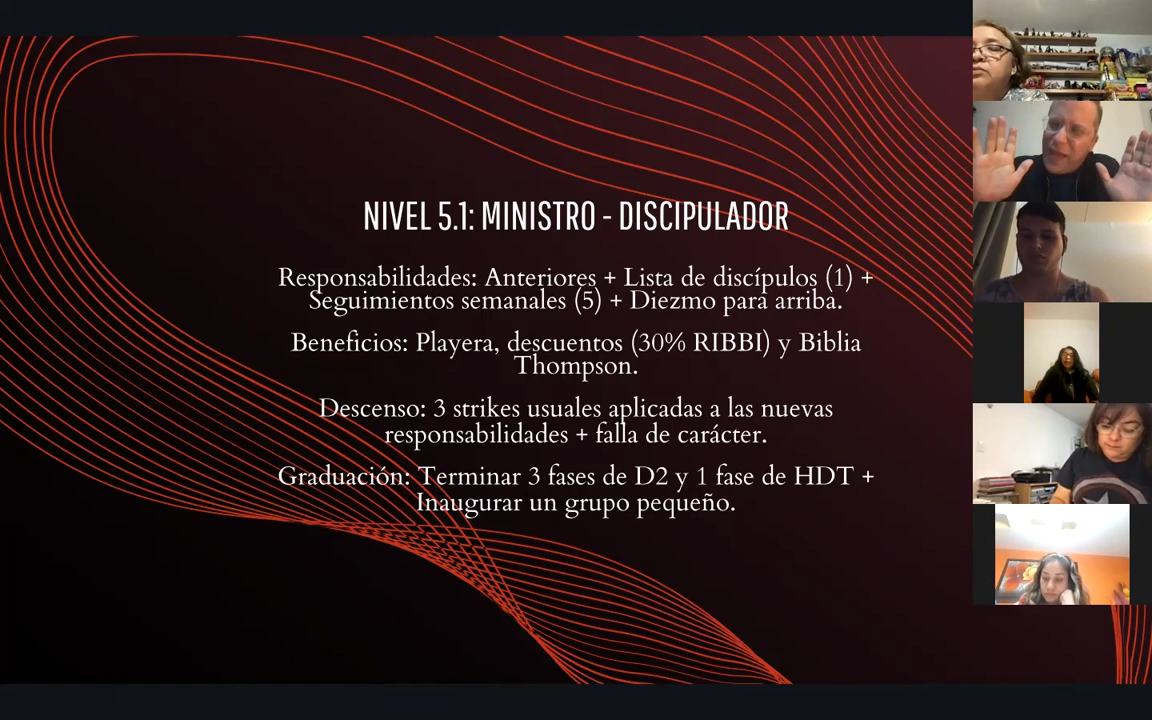 NIVEL 5.1: MINISTRO - DISCIPULADOR
Responsabilidades: Anteriores + Lista de discípulos (1) +
Seguimientos semanales (5) + Diezmo para arriba.
Beneficios: Playera, descuentos (30% RIBBI) y Biblia
Thompson.
Descenso: 3 strikes usuales aplicadas a las nuevas
responsabilidades + falla de carácter.
Graduación: Terminar 3 fases de D2 y 1 fase de HDT +
Inaugurar un grupo pequeño.